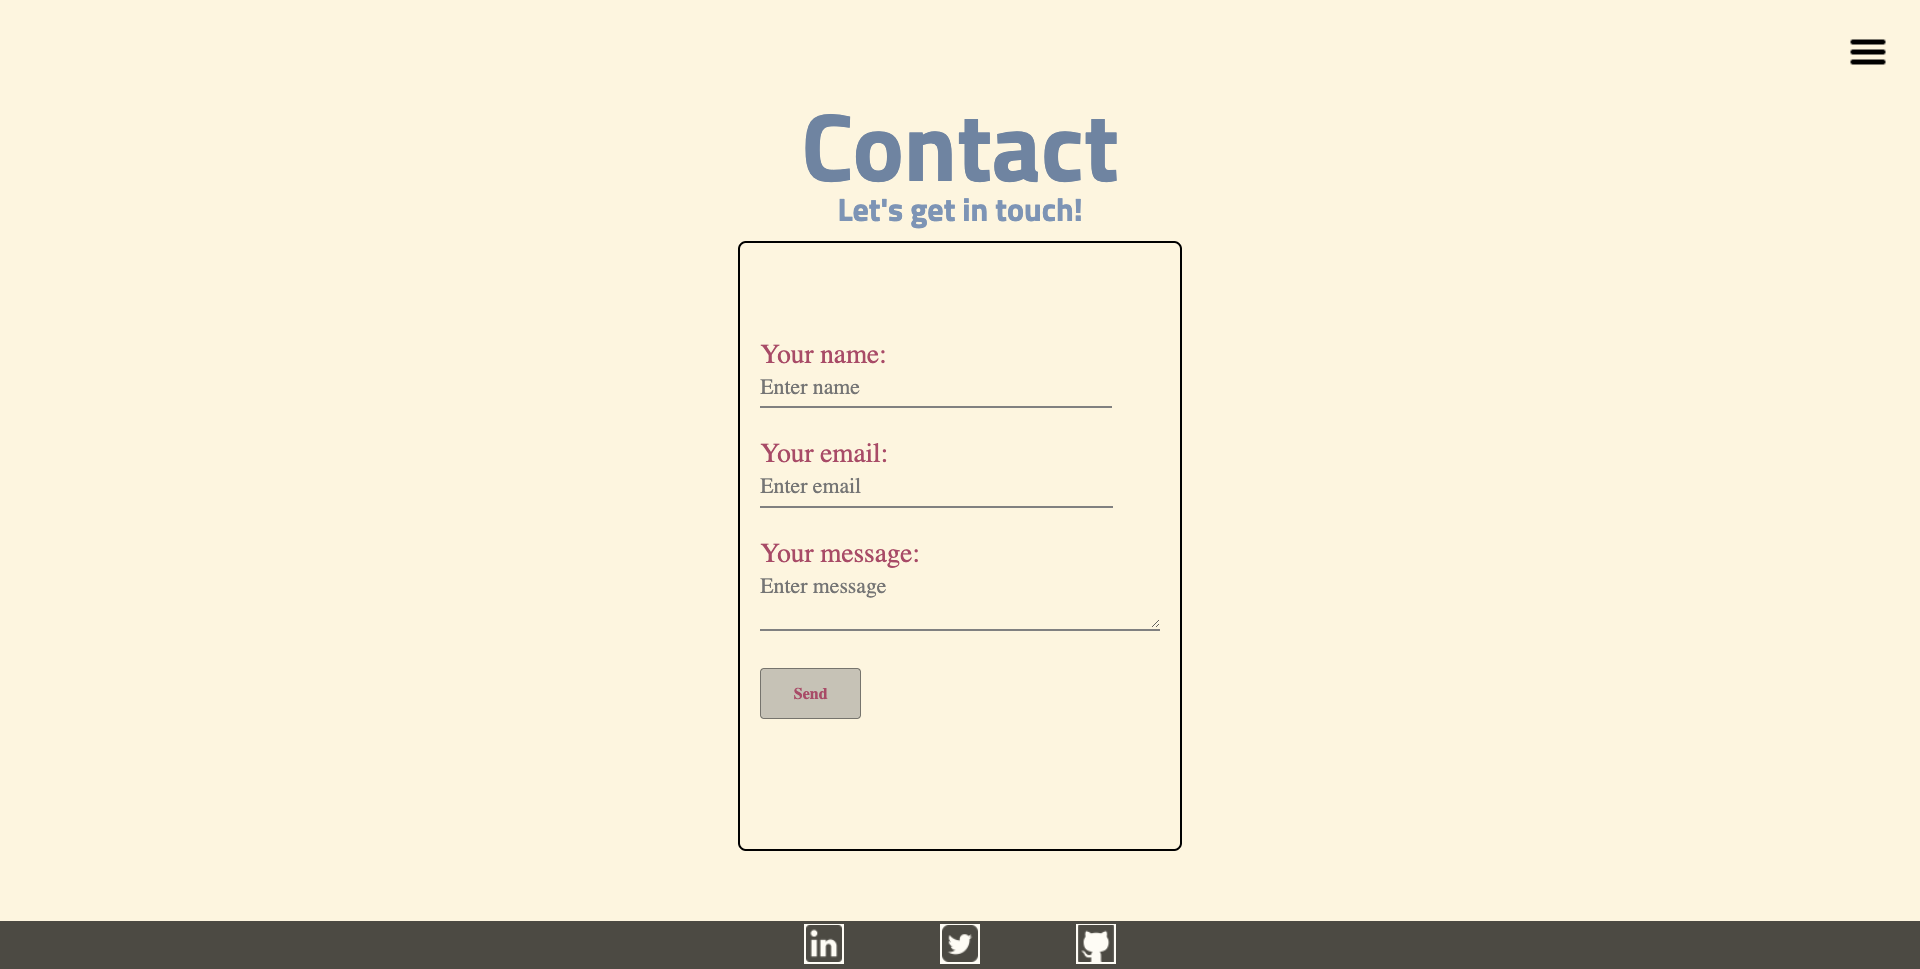 Contact
Let's get in touch!
Your name:
Enter name
Your email:
Enter email
Your message:
Enter message
Send
in